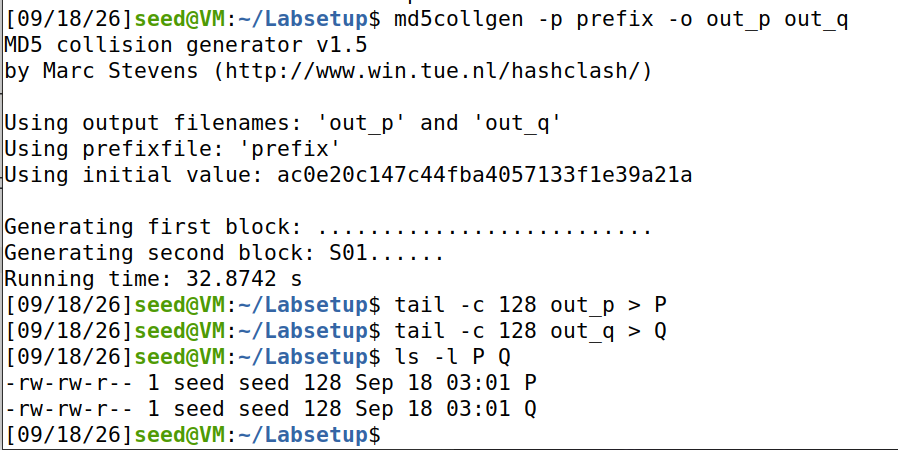 [09/18/26]seed@VM:~/Labsetup$ md5collgen -p prefix -o out_p out_q
MD5 collision generator v1.5
by Marc Stevens (http://www.win.tue.nl/hashclash/)
Using output filenames: 'out_p' and 'out_q'
Using prefixfile: 'prefix'
Using initial value: ac0e20c147c44fba4057133f1e39a21a
Generating first block: ..........................
Generating second block: S01......
Running time: 32.8742 s
[09/18/26]seed@VM:~/Labsetup$ tail -c 128 out_p > P
[09/18/26]seed@VM:~/Labsetup$ tail -c 128 out_q > Q
[09/18/26]seed@VM:~/Labsetup$ ls -l P Q
-rw-rw-r-- 1 seed seed 128 Sep 18 03:01 P
-rw-rw-r-- 1 seed seed 128 Sep 18 03:01 Q
[09/18/26]seed@VM:~/Labsetup$